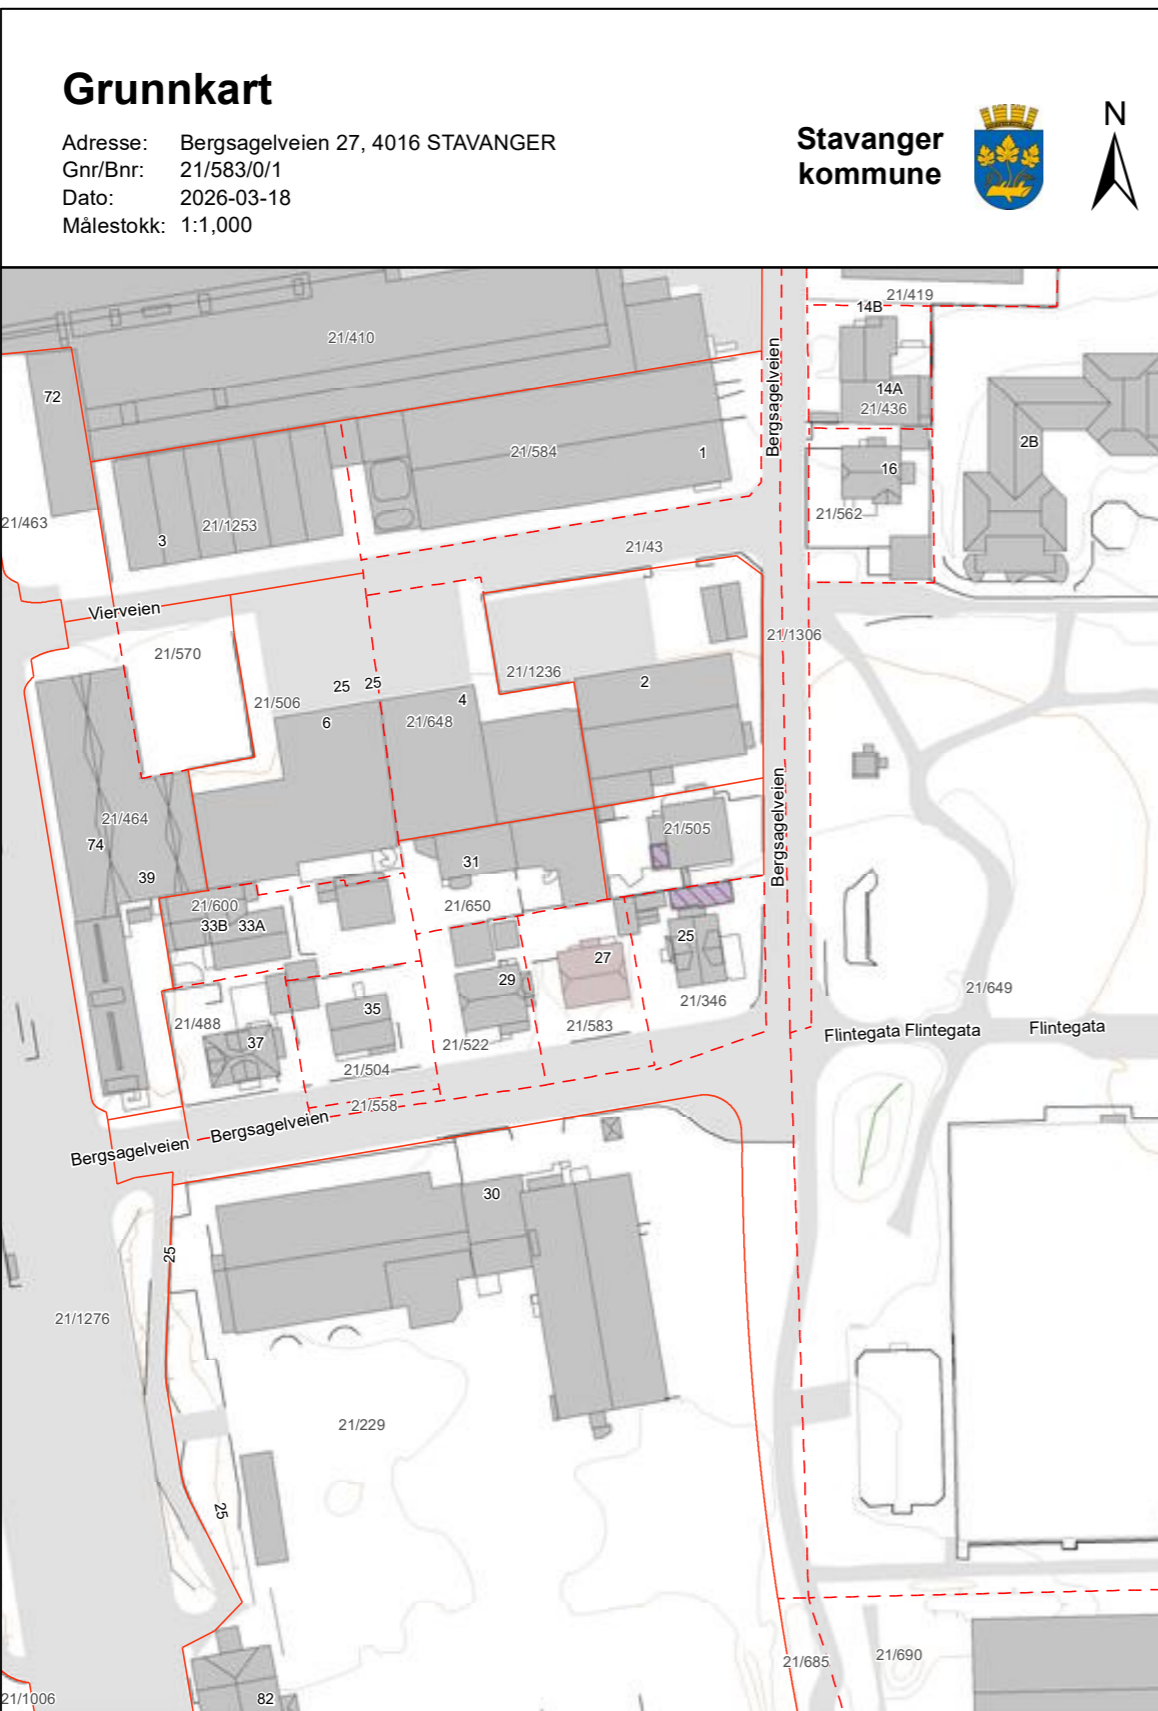 Grunnkart
Adresse: Bergsagelveien 27, 4016 STAVANGER
Gnr/Bnr: 21/583/0/1
Dato: 2026-03-18
Målestokk: 1:1,000
Stavanger
kommune
N
21/419
14B
21/410
Bergsagelveien
14A
72
21/436
2B
21/584
1
16
21/463
21/1253
21/562
3
21/43
Vierveien
21/1306
21/570
21/1236
2
25
25
21/506
4
6
21/648
Bergsagelveien
21/464
21/505
74
31
39
21/600
21/650
33B
33A
25
27
29
21/649
21/346
35
21/488
21/583
Flintegata
Flintegata
Flintegata
37
21/522
21/504
21/558
Bergsagelveien
Bergsagelveien
30
25
21/1276
21/229
25
21/685
21/690
21/1006
82